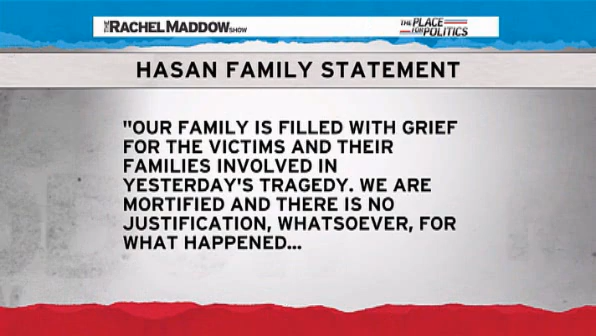 THE RACHEL MADDOW SHOW
THE PLACE
FOR POLITICS
HASAN FAMILY STATEMENT
"OUR FAMILY IS FILLED WITH GRIEF
FOR THE VICTIMS AND THEIR
FAMILIES INVOLVED IN
YESTERDAY'S TRAGEDY. WE ARE
MORTIFIED AND THERE IS NO
JUSTIFICATION, WHATSOEVER, FOR
WHAT HAPPENED...